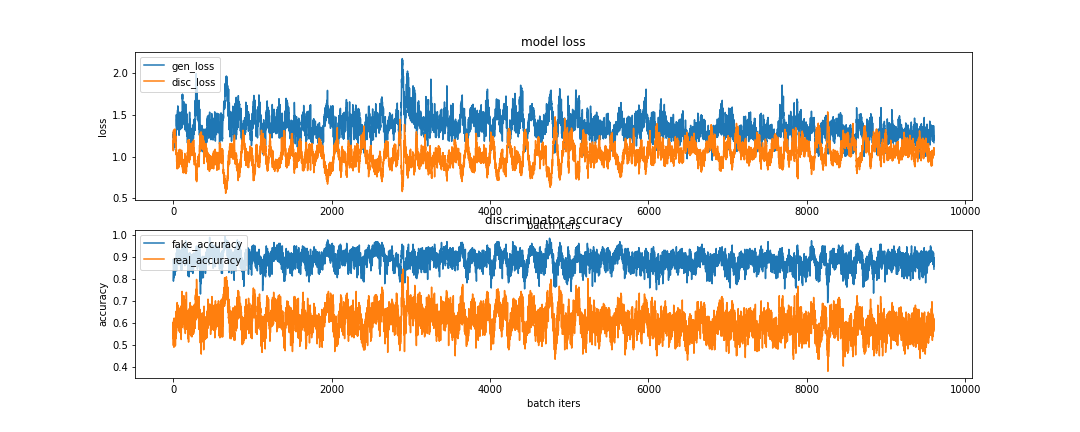 model loss
gen_loss
disc_loss
2.0
1.5
1.0
0.5
loss
0
2000
4000
6000
8000
10000
batch iters
discriminator accuracy
fake_accuracy
real_accuracy
1.0
0.9
0.8
0.7
0.6
0.5
0.4
accuracy
0
2000
4000
6000
8000
10000
batch iters